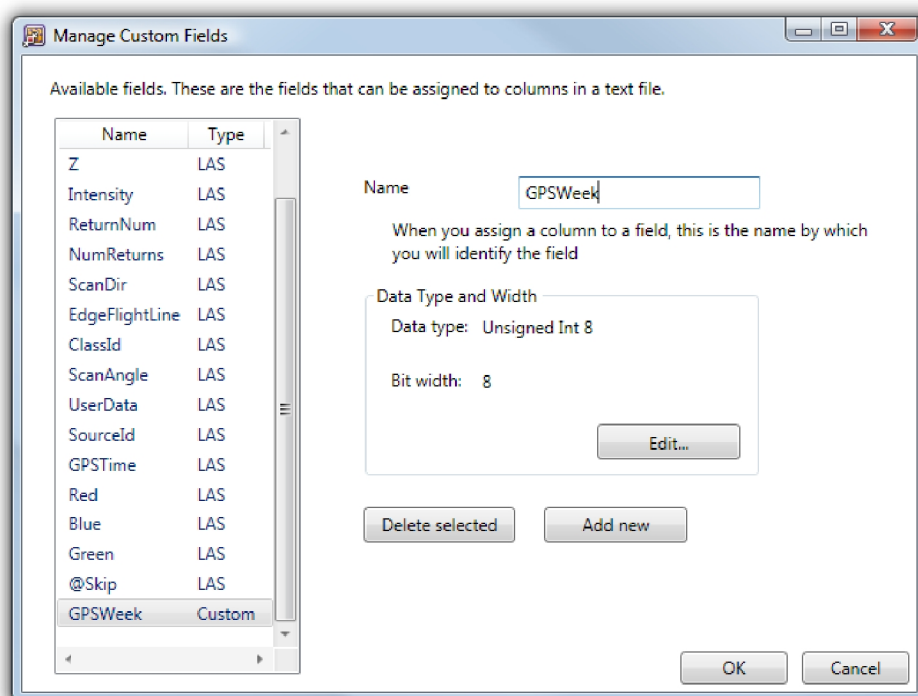 Manage Custom Fields
Available fields. These are the fields that can be assigned to columns in a text file.
Name Type
Z LAS
Intensity LAS
ReturnNum LAS
NumReturns LAS
ScanDir LAS
EdgeFlightLine LAS
ClassId LAS
ScanAngle LAS
UserData LAS
SourceId LAS
GPSTime LAS
Red LAS
Blue LAS
Green LAS
@Skip LAS
GPSWeek Custom
Name GPSWeek
When you assign a column to a field, this is the name by which
you will identify the field
Data Type and Width
Data type: Unsigned Int 8
Bit width: 8
Edit...
Delete selected Add new
OK Cancel